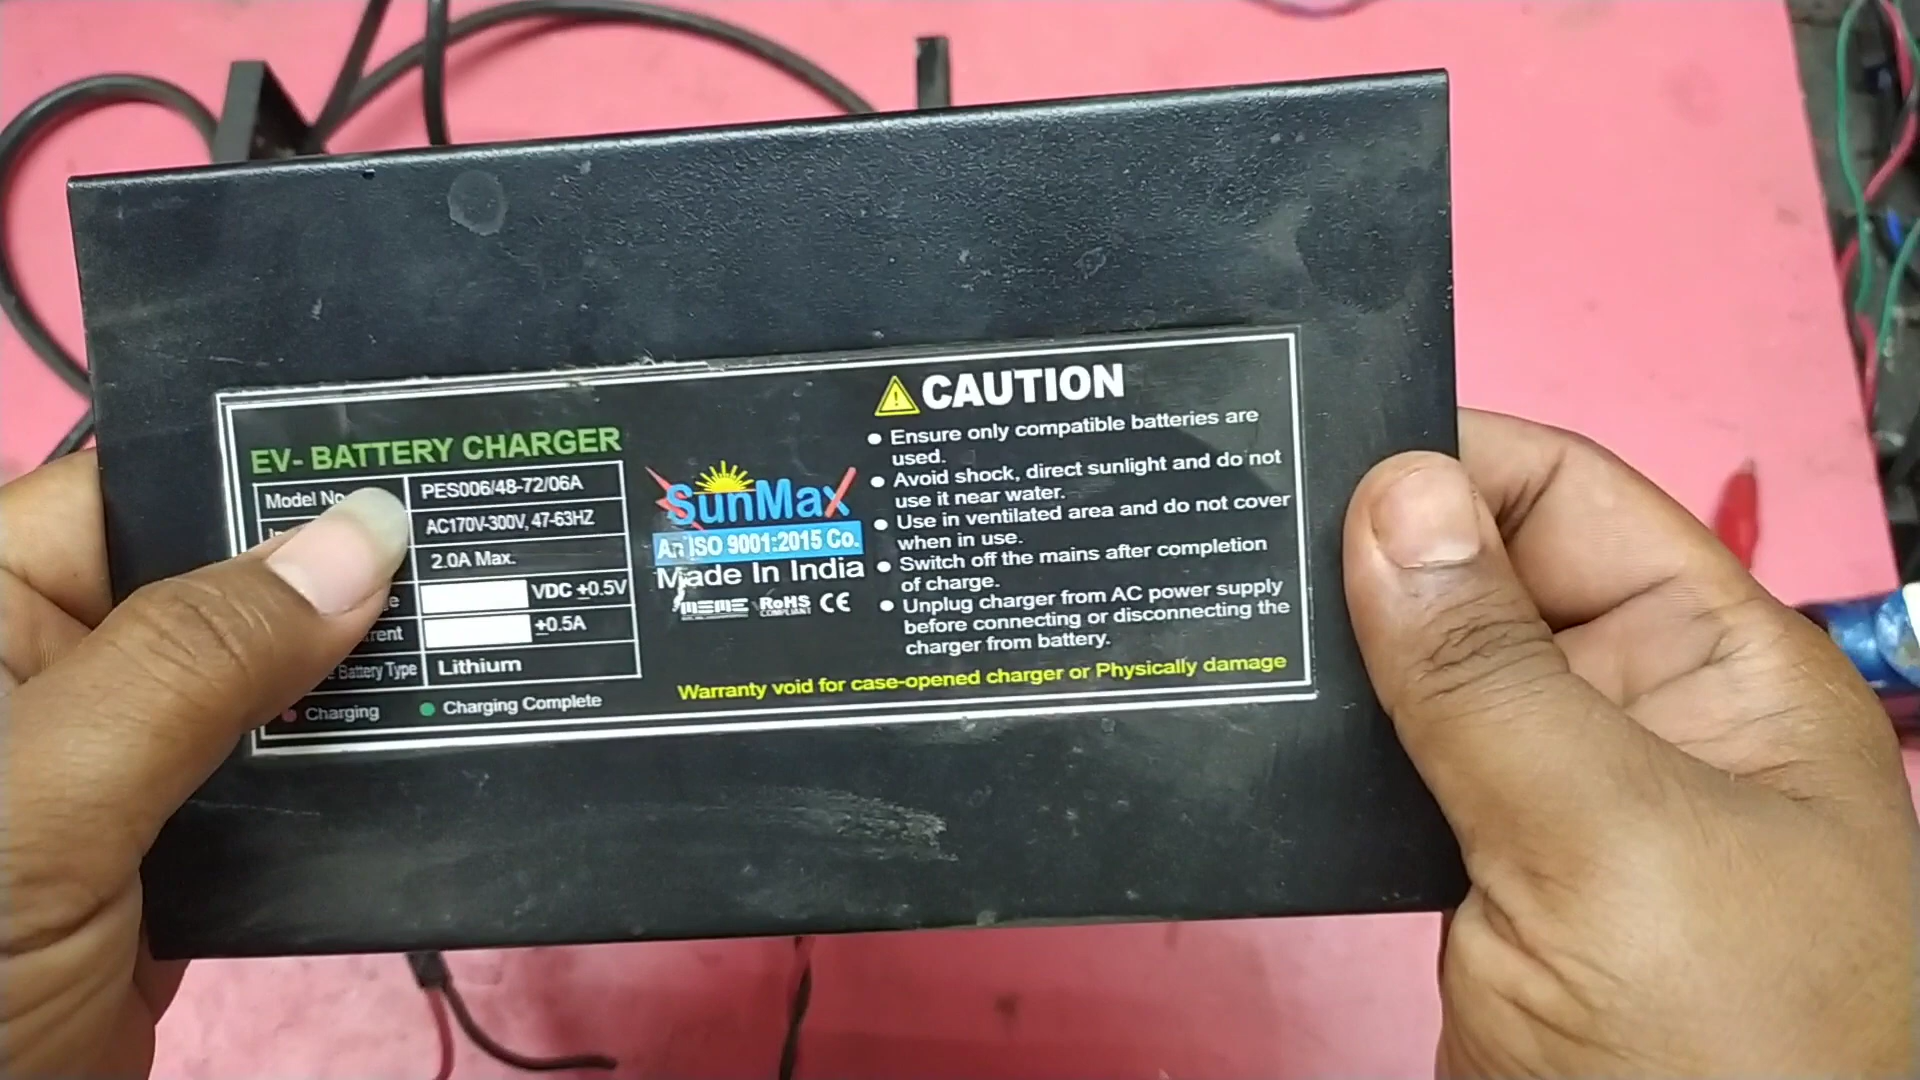 EV- BATTERY CHARGER
Model No
PES006/48-72/06A
AC170V-300V, 47-63HZ
2.0A Max.
VDC ±0.5V
±0.5A
Battery Type
Lithium
Charging
Charging Complete
SunMax
An ISO 9001:2015 Co.
Made In India
RoHS
COMPLIANT
CE
CAUTION
Ensure only compatible batteries are
used.
Avoid shock, direct sunlight and do not
use it near water.
Use in ventilated area and do not cover
when in use.
Switch off the mains after completion
of charge.
Unplug charger from AC power supply
before connecting or disconnecting the
charger from battery.
Warranty void for case-opened charger or Physically damage